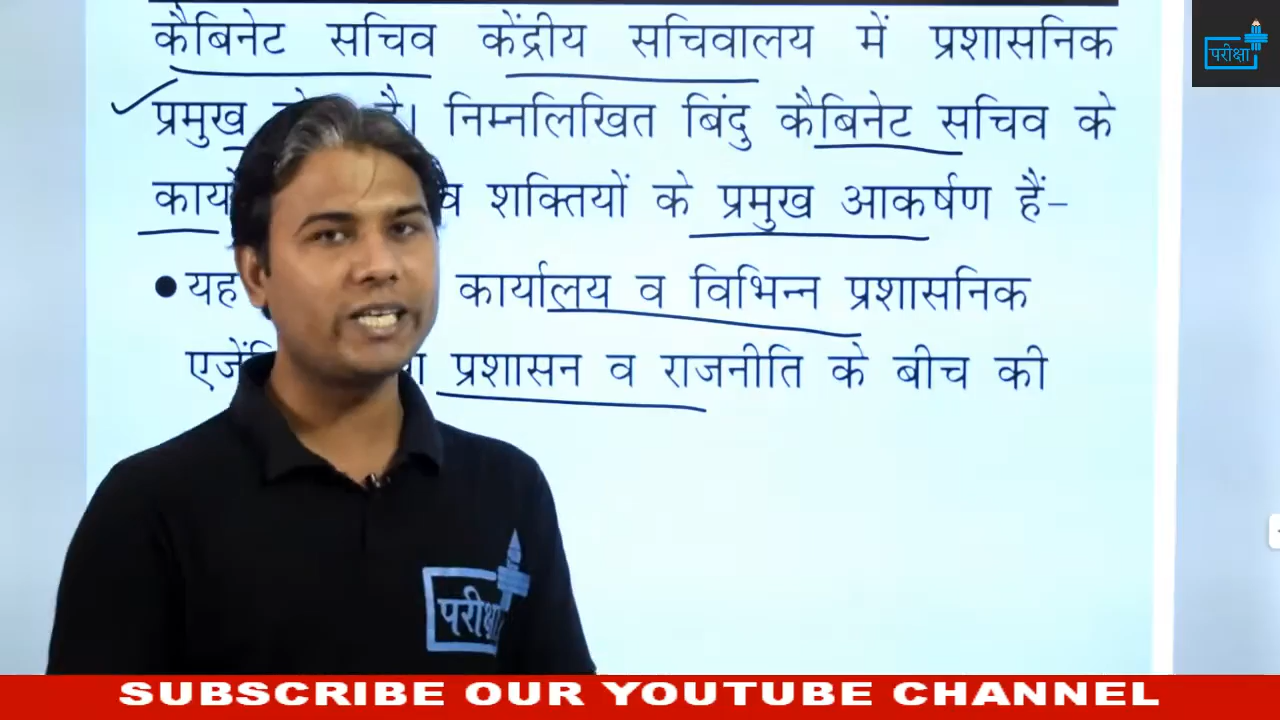 कैबिनेट सचिव केंद्रीय सचिवालय में प्रशासनिक
परीक्षा
प्रमुख है। निम्नलिखित बिंदु कैबिनेट सचिव के
व शक्तियों के प्रमुख आकर्षण हैं-
यह कार्यालय व विभिन्न प्रशासनिक
प्रशासन व राजनीति के बीच की
परीक्षा
SUBSCRIBE OUR YOUTUBE CHANNEL